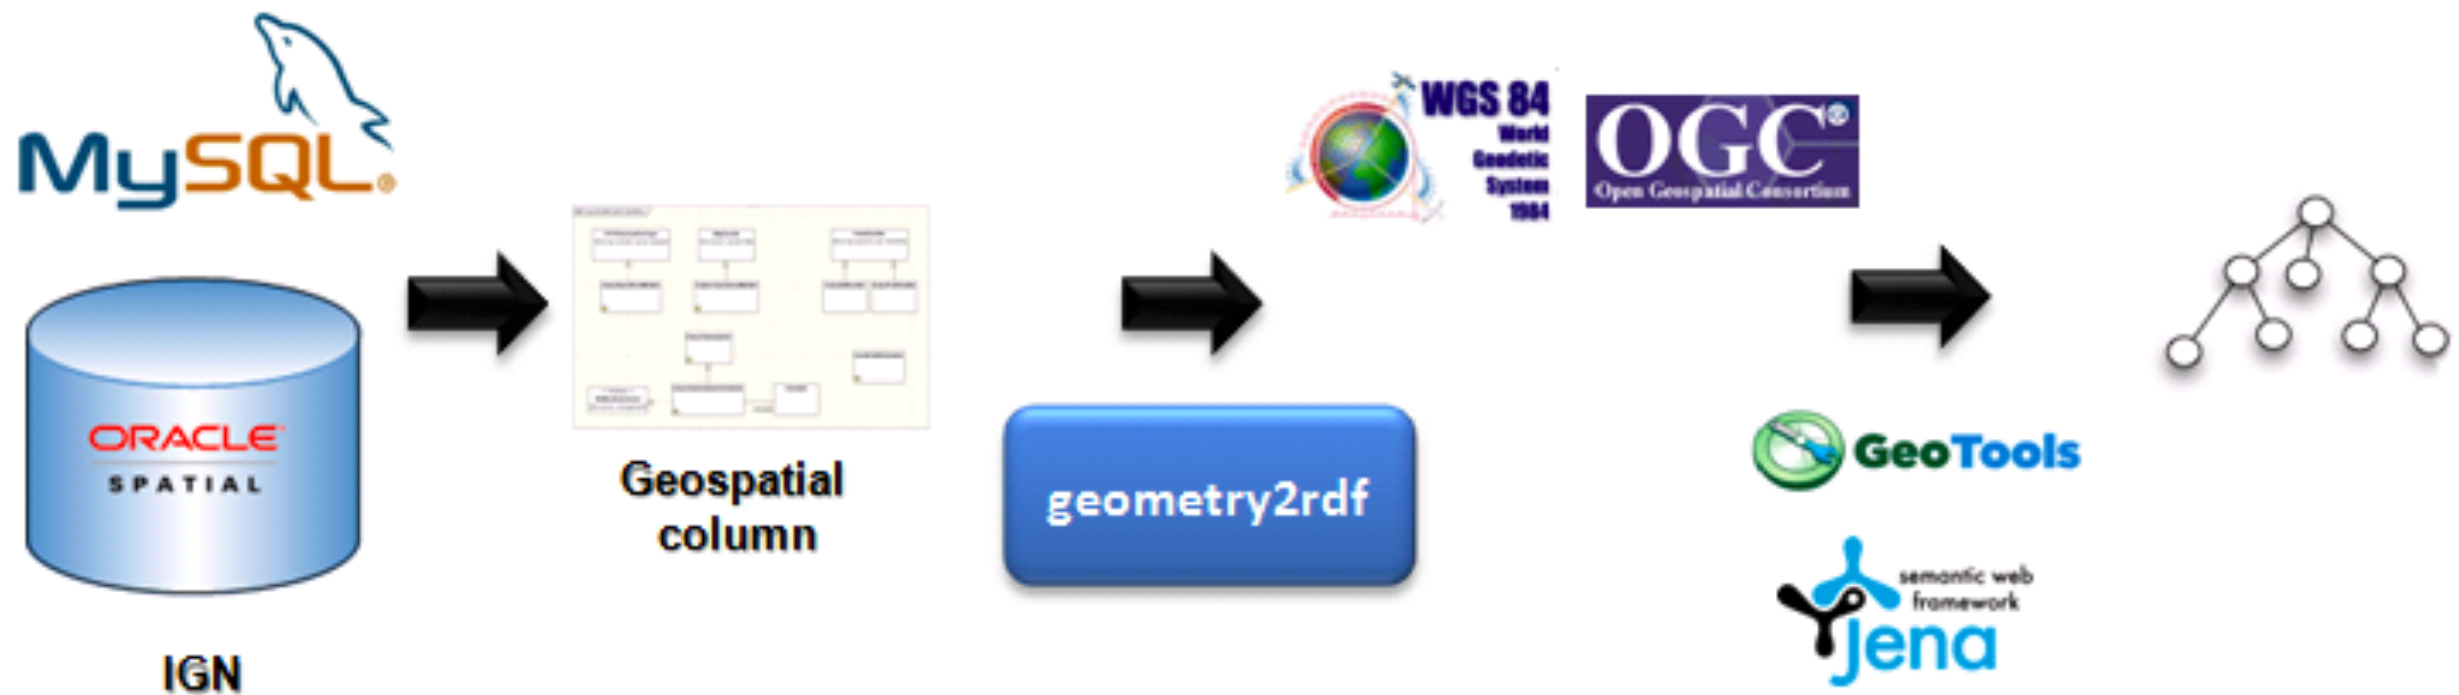 MySQL®
ORACLE®
SPATIAL
IGN
Geospatial
column
geometry2rdf
WGS 84
World
Geodetic
System
1984
OGC®
Open Geospatial Consortium
GeoTools
semantic web
framework
jena